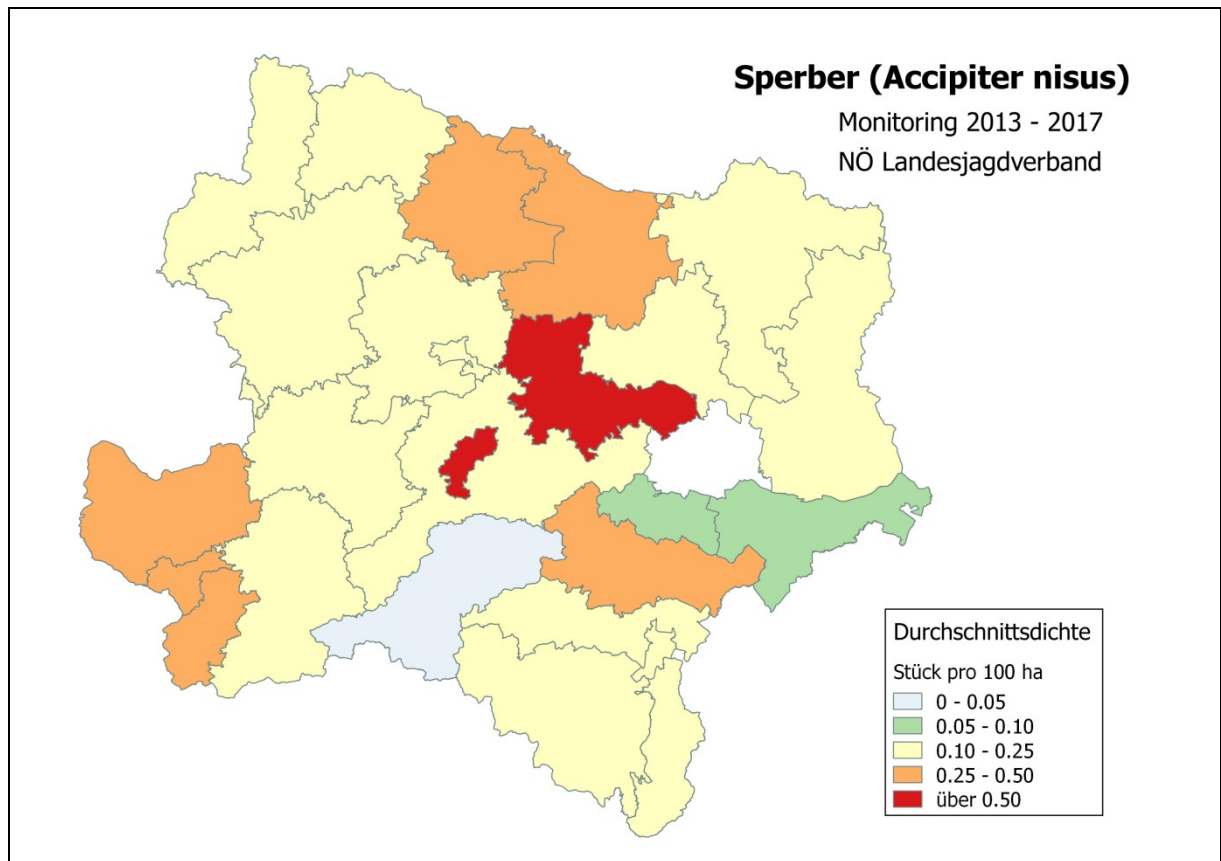 Sperber (Accipiter nisus)
Monitoring 2013 - 2017
NÖ Landesjagdverband
Durchschnittsdichte
Stück pro 100 ha
0 - 0.05
0.05 - 0.10
0.10 - 0.25
0.25 - 0.50
über 0.50